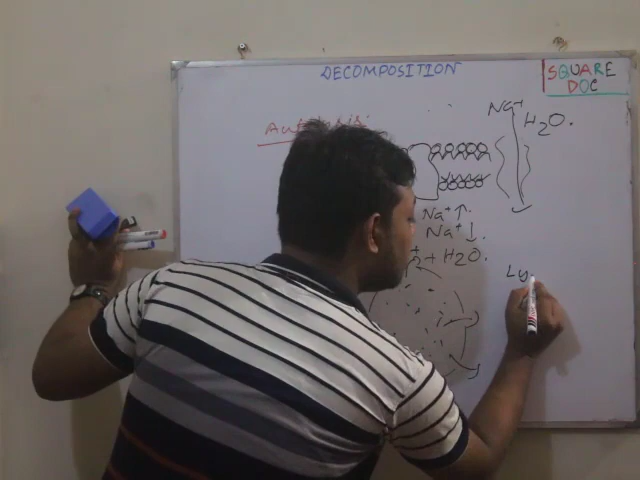 DECOMPOSITION
SQUARE
DOC
Na+
H2O.
Na+ ↑.
Na+ ↓.
+ H2O.
Ly